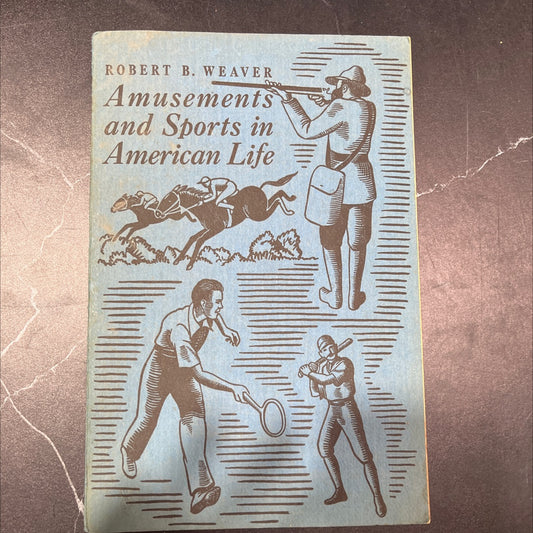 ROBERT B. WEAVER
Amusements
and Sports in
American Life